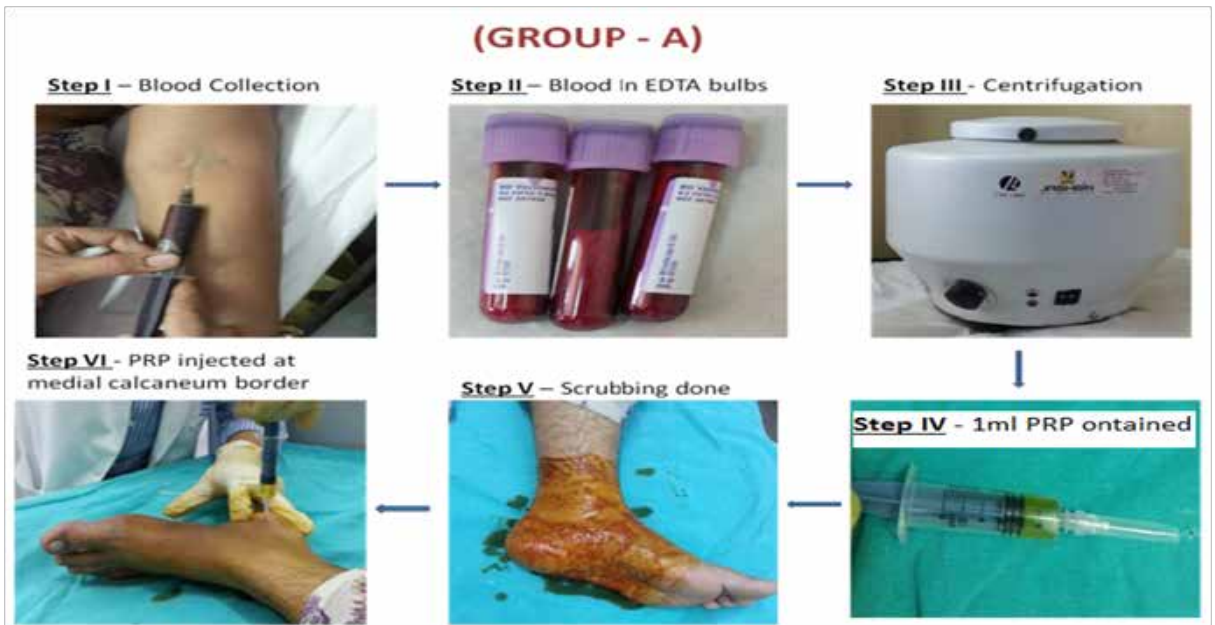 (GROUP - A)
Step I – Blood Collection
Step II – Blood In EDTA bulbs
Step III - Centrifugation
Step IV - 1ml PRP ontained
Step V – Scrubbing done
Step VI - PRP injected at
medial calcaneum border